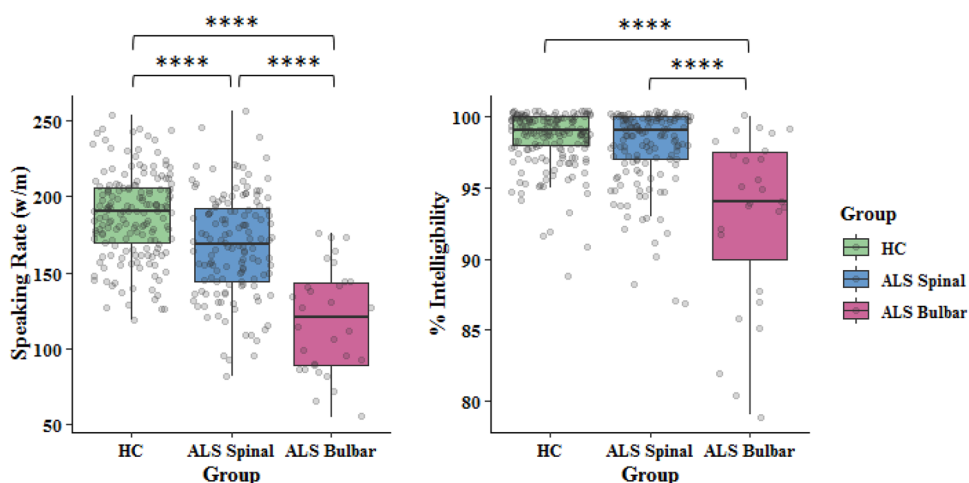 ****
**** ****
Speaking Rate (w/m)
250
200
150
100
50
HC ALS Spinal ALS Bulbar
Group
****
****
% Intelligibility
100
95
90
85
80
HC ALS Spinal ALS Bulbar
Group
Group
HC
ALS Spinal
ALS Bulbar